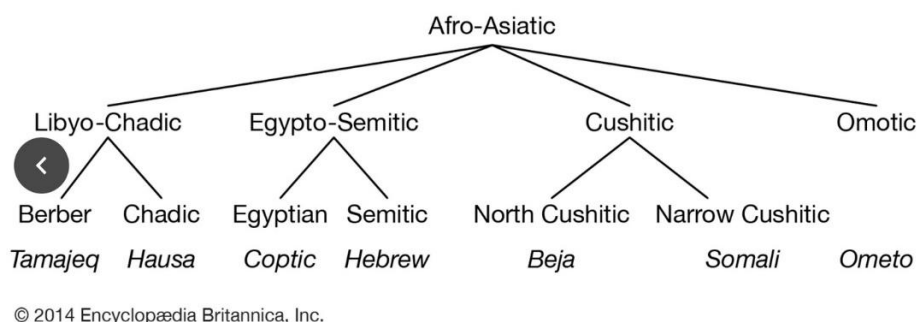 Afro-Asiatic
Libyo-Chadic Egypto-Semitic Cushitic Omotic
Berber Chadic Egyptian Semitic North Cushitic Narrow Cushitic
Tamajeq Hausa Coptic Hebrew Beja Somali Ometo
© 2014 Encyclopædia Britannica, Inc.